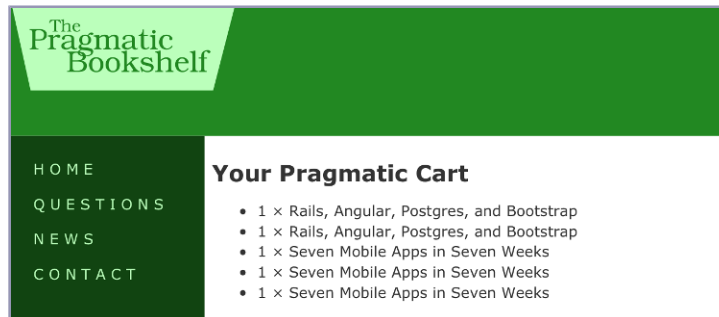 The
Pragmatic
Bookshelf
HOME
QUESTIONS
NEWS
CONTACT
Your Pragmatic Cart
• 1 × Rails, Angular, Postgres, and Bootstrap
• 1 × Rails, Angular, Postgres, and Bootstrap
• 1 × Seven Mobile Apps in Seven Weeks
• 1 × Seven Mobile Apps in Seven Weeks
• 1 × Seven Mobile Apps in Seven Weeks